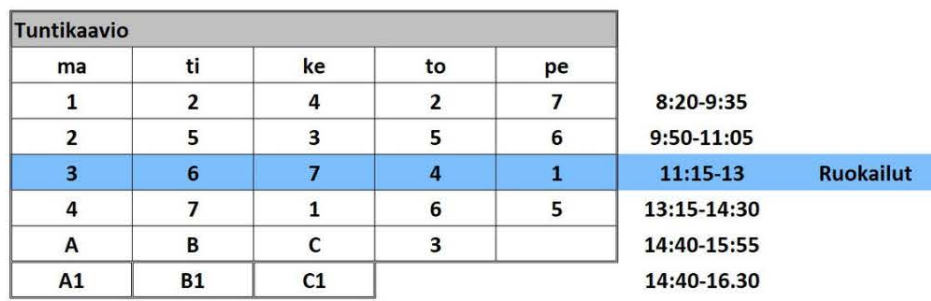 Tuntikaavio
ma ti ke to pe
1 2 4 2 7 8:20-9:35
2 5 3 5 6 9:50-11:05
3 6 7 4 1 11:15-13 Ruokailut
4 7 1 6 5 13:15-14:30
A B C 3 14:40-15:55
A1 B1 C1 14:40-16.30